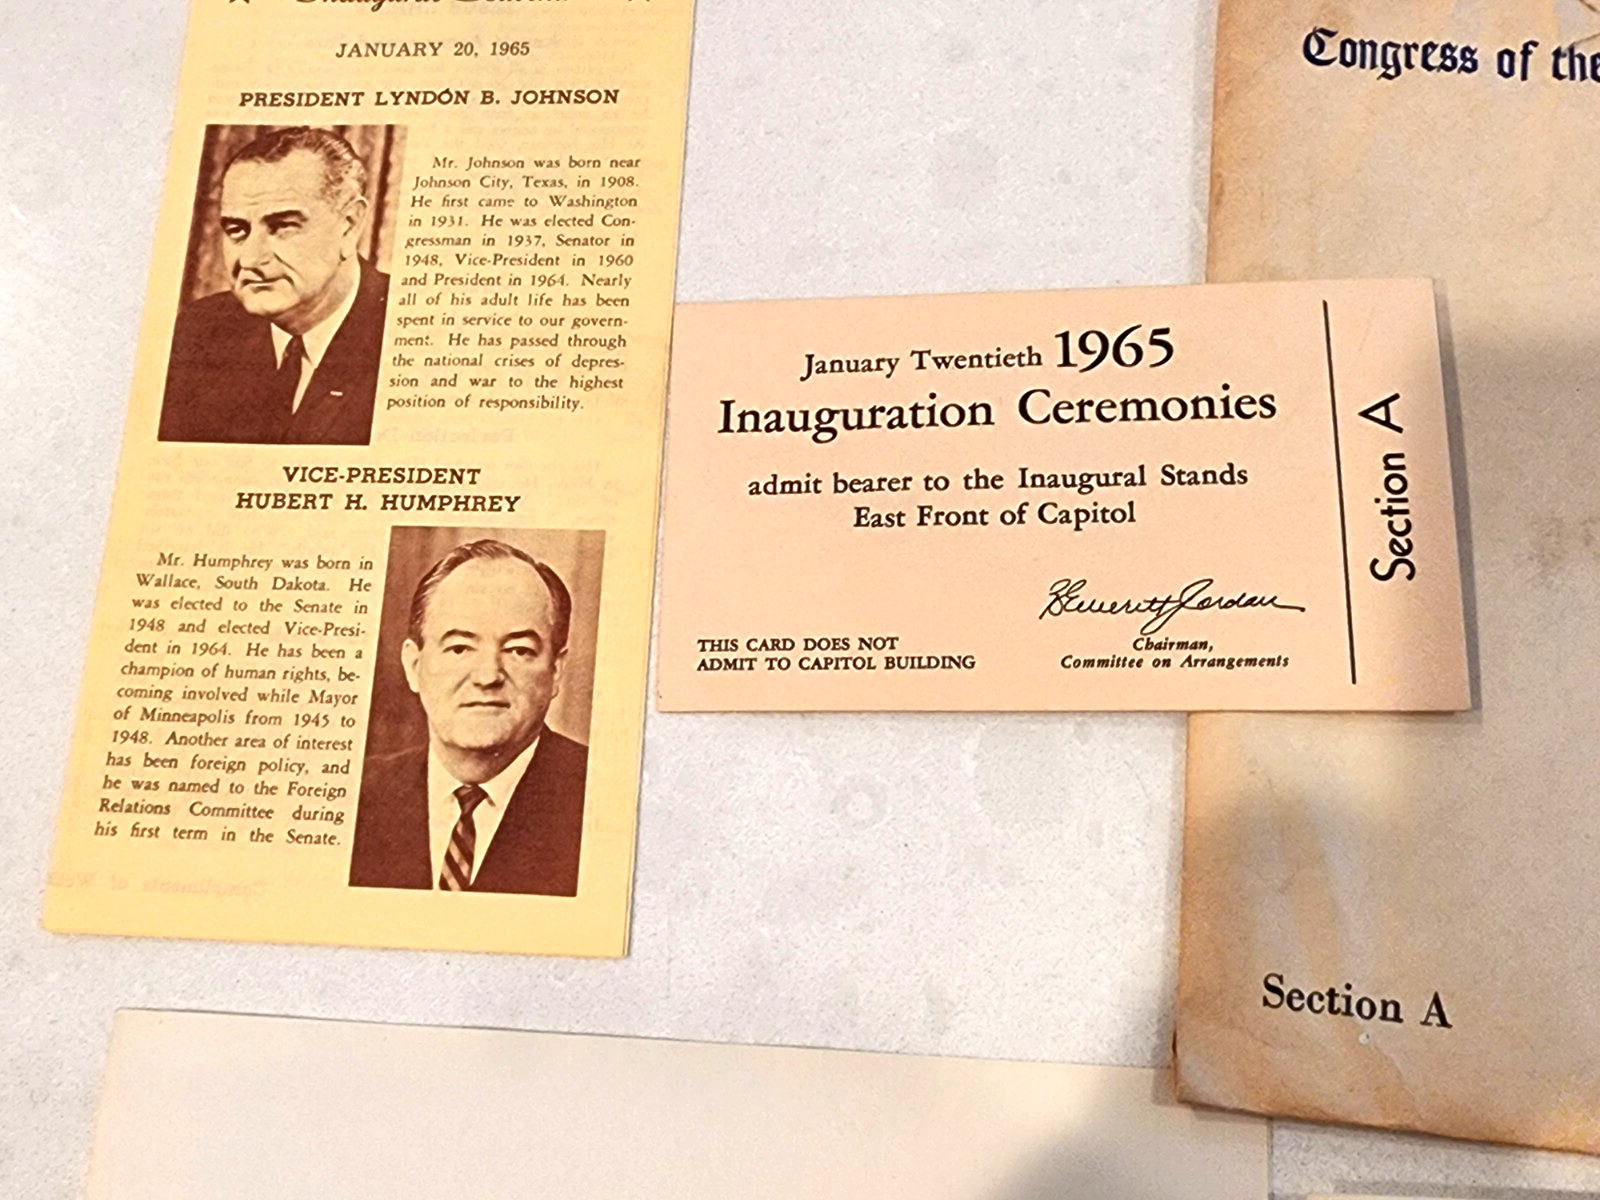 JANUARY 20, 1965
PRESIDENT LYNDON B. JOHNSON
Mr. Johnson was born near
Johnson City, Texas, in 1908.
He first came to Washington
in 1931. He was elected Con-
gressman in 1937, Senator in
1948, Vice-President in 1960
and President in 1964. Nearly
all of his adult life has been
spent in service to our govern-
ment. He has passed through
the national crises of depres-
sion and war to the highest
position of responsibility.
VICE-PRESIDENT
HUBERT H. HUMPHREY
Mr. Humphrey was born in
Wallace, South Dakota. He
was elected to the Senate in
1948 and elected Vice-Presi-
dent in 1964. He has been a
champion of human rights, be-
coming involved while Mayor
of Minneapolis from 1945 to
1948. Another area of interest
has been foreign policy, and
he was named to the Foreign
Relations Committee during
his first term in the Senate.
January Twentieth 1965
Inauguration Ceremonies
admit bearer to the Inaugural Stands
East Front of Capitol
B Everett Jordan
Chairman,
Committee on Arrangements
THIS CARD DOES NOT
ADMIT TO CAPITOL BUILDING
Section A
Congress of the
Section A